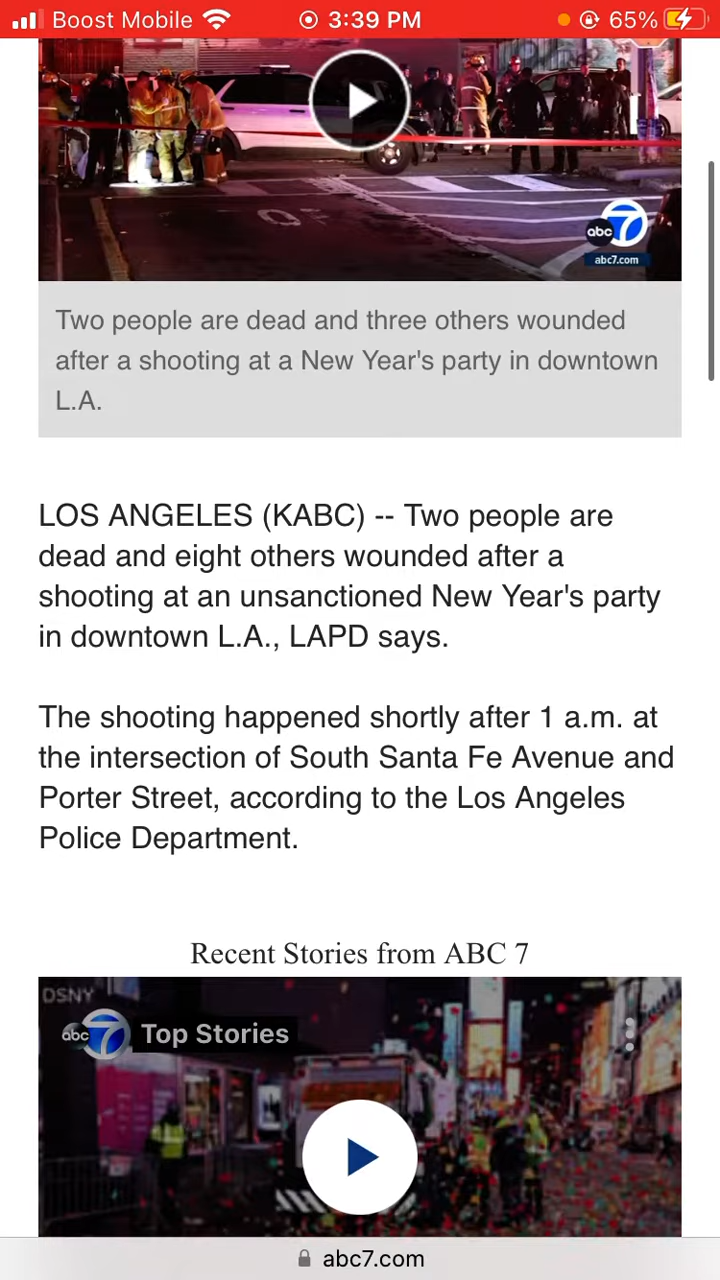 Boost Mobile 3:39 PM 65%
abc 7
abc7.com
Two people are dead and three others wounded
after a shooting at a New Year's party in downtown
L.A.
LOS ANGELES (KABC) -- Two people are
dead and eight others wounded after a
shooting at an unsanctioned New Year's party
in downtown L.A., LAPD says.
The shooting happened shortly after 1 a.m. at
the intersection of South Santa Fe Avenue and
Porter Street, according to the Los Angeles
Police Department.
Recent Stories from ABC 7
DSNY
abc 7 Top Stories
abc7.com